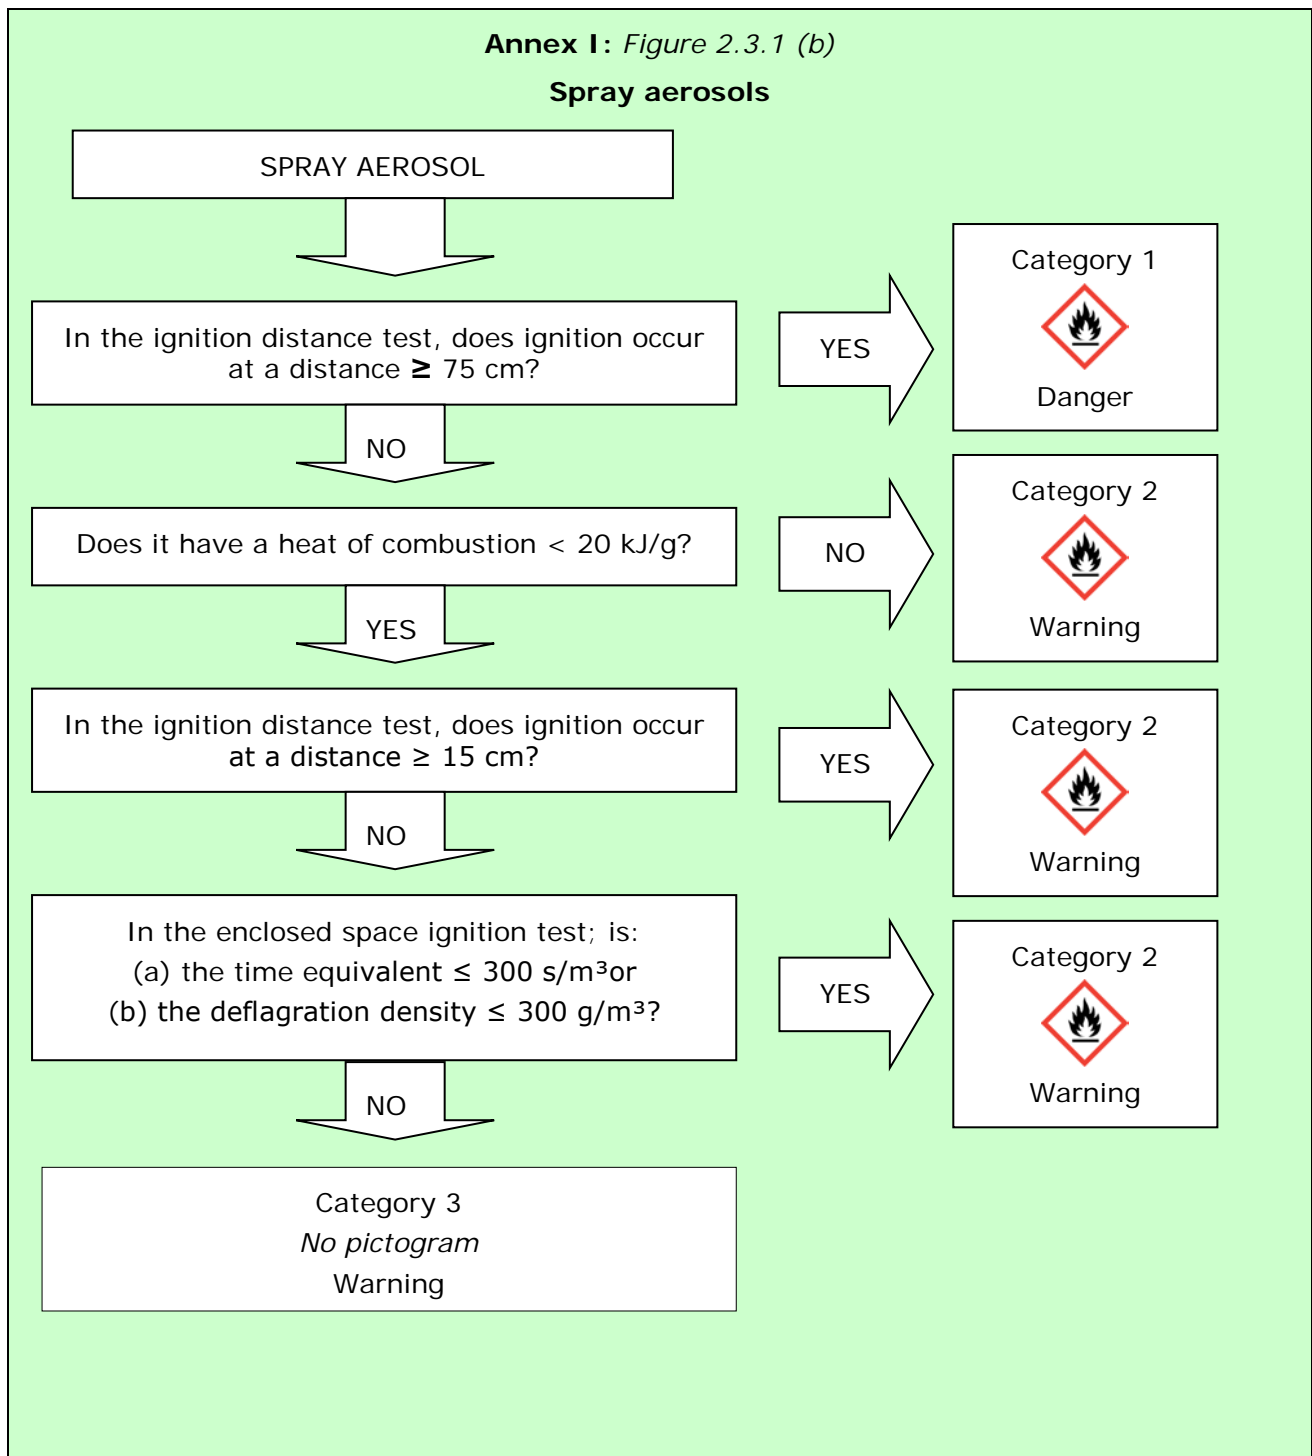 Annex I: Figure 2.3.1 (b)
Spray aerosols
SPRAY AEROSOL
In the ignition distance test, does ignition occur
at a distance ≥ 75 cm?
YES
Category 1
Danger
NO
Does it have a heat of combustion < 20 kJ/g?
NO
Category 2
Warning
YES
In the ignition distance test, does ignition occur
at a distance ≥ 15 cm?
YES
Category 2
Warning
NO
In the enclosed space ignition test; is:
(a) the time equivalent ≤ 300 s/m³or
(b) the deflagration density ≤ 300 g/m³?
YES
Category 2
Warning
NO
Category 3
No pictogram
Warning